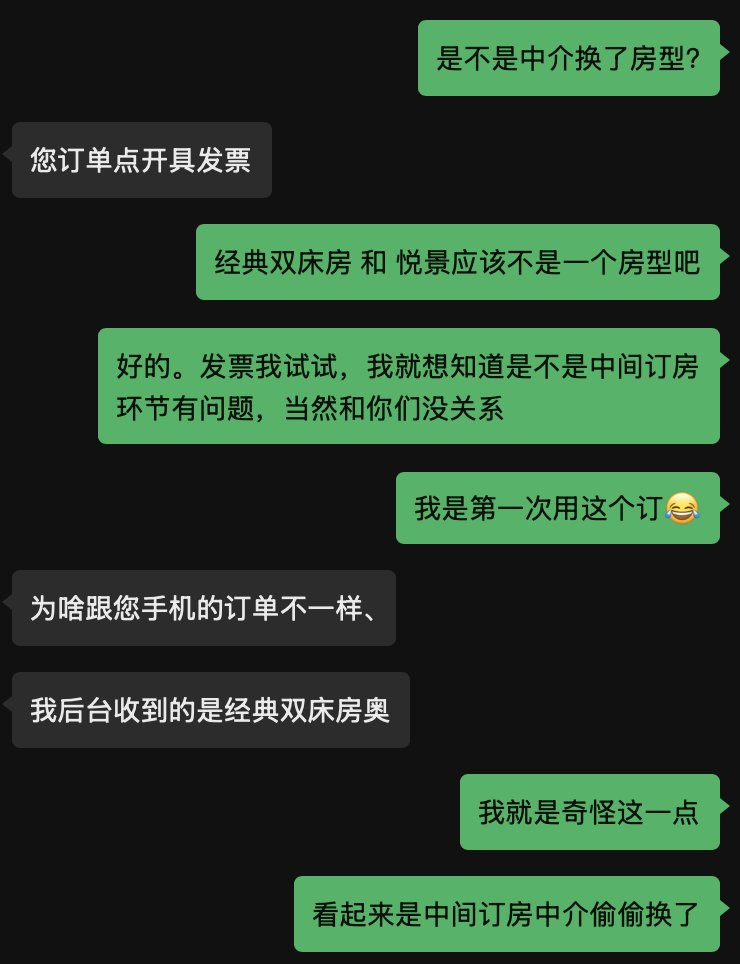 是不是中介换了房型?
您订单点开具发票
经典双床房 和 悦景应该不是一个房型吧
好的。发票我试试，我就想知道是不是中间订房
环节有问题，当然和你们没关系
我是第一次用这个订😂
为啥跟您手机的订单不一样、
我后台收到的是经典双床房奥
我就是奇怪这一点
看起来是中间订房中介偷偷换了